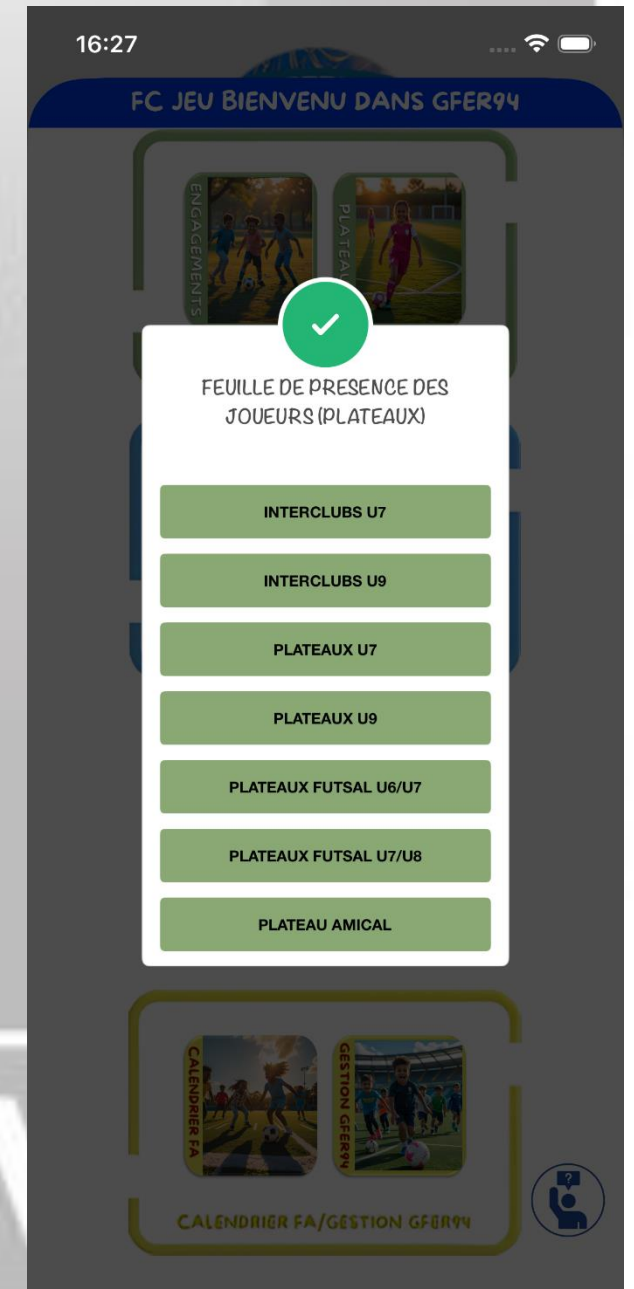 16:27
FC JEU BIENVENU DANS GFER94
ENGAGEMENTS
PLATEAU
FEUILLE DE PRESENCE DES
JOUEURS (PLATEAUX)
INTERCLUBS U7
INTERCLUBS U9
PLATEAUX U7
PLATEAUX U9
PLATEAUX FUTSAL U6/U7
PLATEAUX FUTSAL U7/U8
PLATEAU AMICAL
CALENDRIER FA
GESTION GFER94
?
CALENDRIER FA/GESTION GFER94